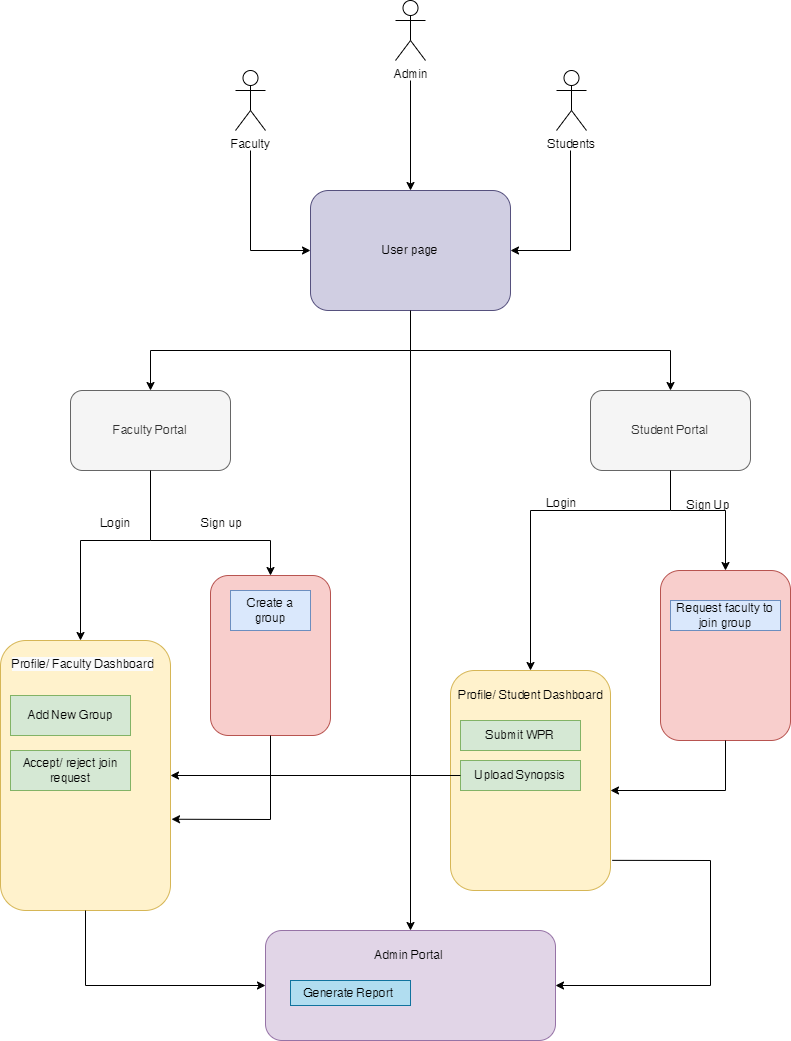 Admin
Faculty
Students
User page
Faculty Portal
Student Portal
Login
Sign Up
Login
Sign up
Create a
group
Request faculty to
join group
Profile/ Faculty Dashboard
Add New Group
Accept/ reject join
request
Profile/ Student Dashboard
Submit WPR
Upload Synopsis
Admin Portal
Generate Report